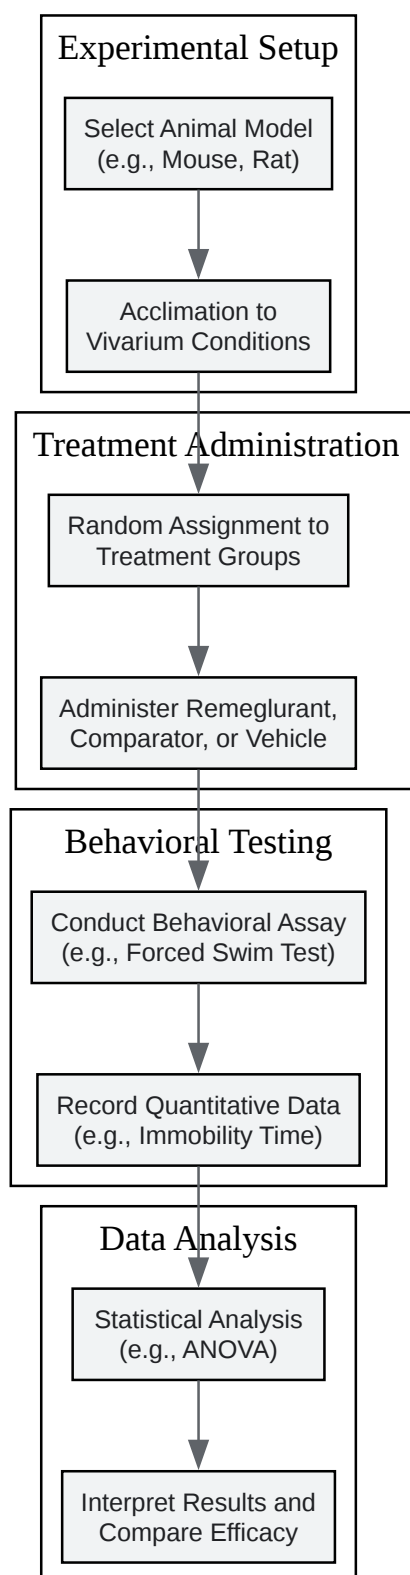 Experimental Setup
Select Animal Model
(e.g., Mouse, Rat)
Acclimation to
Vivarium Conditions
Treatment Administration
Random Assignment to
Treatment Groups
Administer Remeglurant,
Comparator, or Vehicle
Behavioral Testing
Conduct Behavioral Assay
(e.g., Forced Swim Test)
Record Quantitative Data
(e.g., Immobility Time)
Data Analysis
Statistical Analysis
(e.g., ANOVA)
Interpret Results and
Compare Efficacy